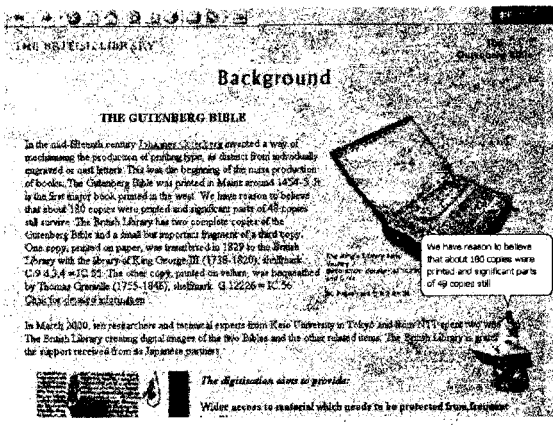 THE BRITISH LIBRARY
The
Gutenberg Bible
Background
THE GUTENBERG BIBLE
In the mid-fifteenth century Johannes Gutenberg invented a way of
mechanising the production of printing type, as distinct from individually
engraved or cast letters. This was the beginning of the mass production
of books. The Gutenberg Bible was printed in Mainz around 1454-5. It
is the first major book printed in the west. We have reason to believe
that about 180 copies were printed and significant parts of 48 copies
still survive. The British Library has two complete copies of the
Gutenberg Bible and a small but important fragment of a third copy.
One copy, printed on paper, was transferred in 1829 to the British
Library with the library of King George III (1738-1820), shelfmark
C.9.d.3,4 = IC.55. The other copy, printed on vellum, was bequeathed
by Thomas Grenville (1755-1846), shelfmark G.12226 = IC.56.
Click for detailed information
We have reason to believe
that about 180 copies were
printed and significant parts
of 48 copies still
In March 2000, ten researchers and technical experts from Keio University in Tokyo and from NTT spent two
The British Library creating digital images of the two Bibles and the other related items. The British Library is
the support received from its Japanese partners
The digitisation aims to provide:
Wider access to material which needs to be protected from frequent